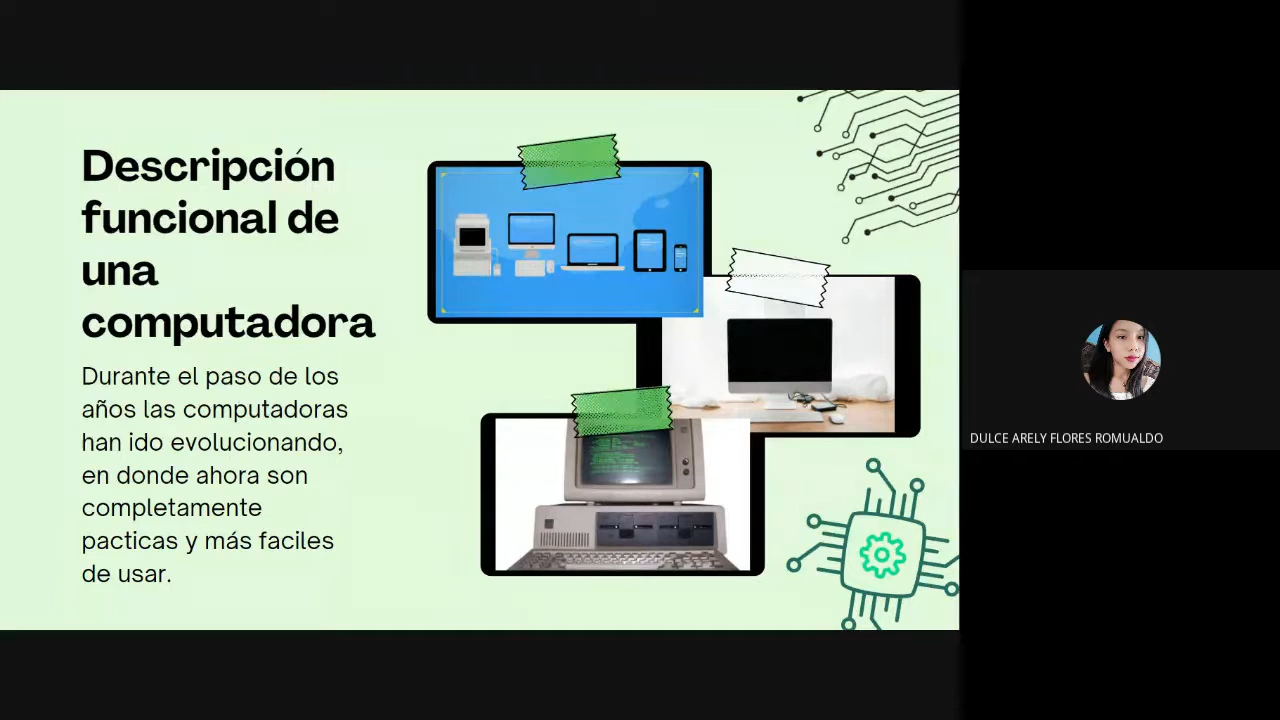 Descripción
funcional de
una
computadora
Durante el paso de los
años las computadoras
han ido evolucionando,
en donde ahora son
completamente
pacticas y más faciles
de usar.
DULCE ARELY FLORES ROMUALDO